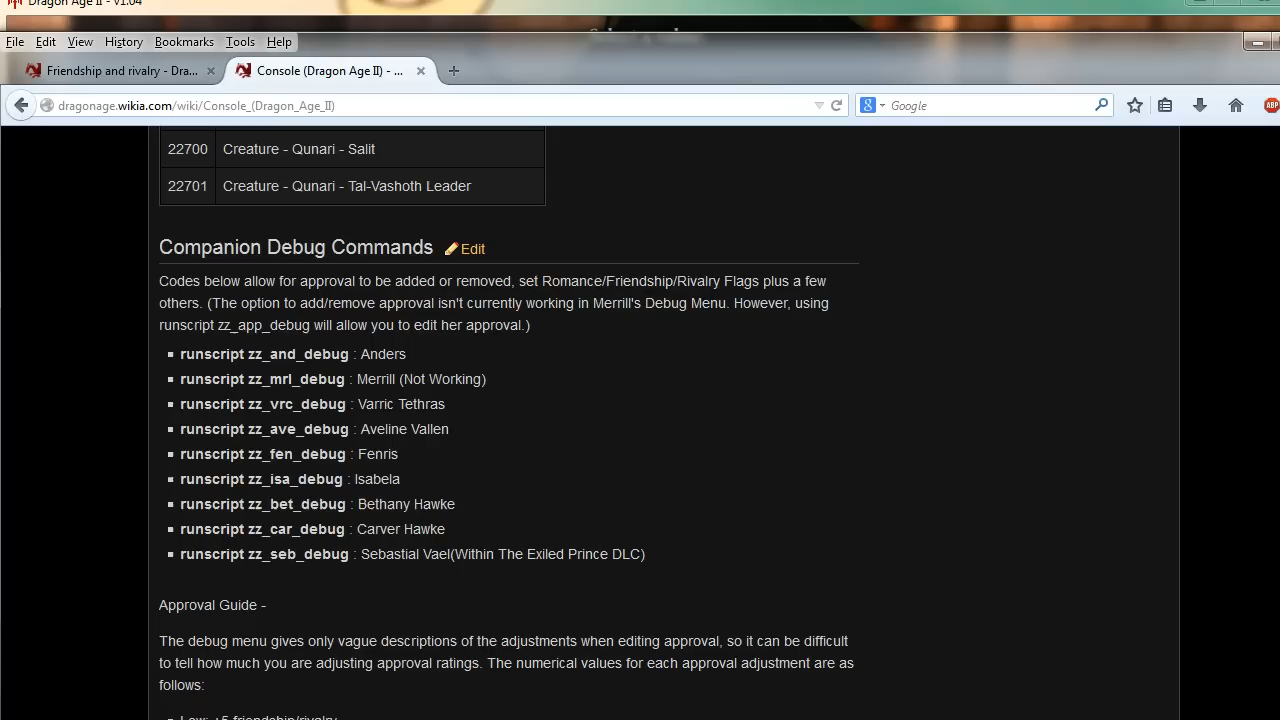 Dragon Age II - v1.04
File Edit View History Bookmarks Tools Help
Friendship and rivalry - Dra... × Console (Dragon Age II) - ... × +
dragonage.wikia.com/wiki/Console_(Dragon_Age_II) 8 Google ABP
22700 Creature - Qunari - Salit
22701 Creature - Qunari - Tal-Vashoth Leader
Companion Debug Commands Edit
Codes below allow for approval to be added or removed, set Romance/Friendship/Rivalry Flags plus a few
others. (The option to add/remove approval isn't currently working in Merrill's Debug Menu. However, using
runscript zz_app_debug will allow you to edit her approval.)
▪ runscript zz_and_debug : Anders
▪ runscript zz_mrl_debug : Merrill (Not Working)
▪ runscript zz_vrc_debug : Varric Tethras
▪ runscript zz_ave_debug : Aveline Vallen
▪ runscript zz_fen_debug : Fenris
▪ runscript zz_isa_debug : Isabela
▪ runscript zz_bet_debug : Bethany Hawke
▪ runscript zz_car_debug : Carver Hawke
▪ runscript zz_seb_debug : Sebastial Vael(Within The Exiled Prince DLC)
Approval Guide -
The debug menu gives only vague descriptions of the adjustments when editing approval, so it can be difficult
to tell how much you are adjusting approval ratings. The numerical values for each approval adjustment are as
follows:
▪ Low: +5 friendship/rivalry